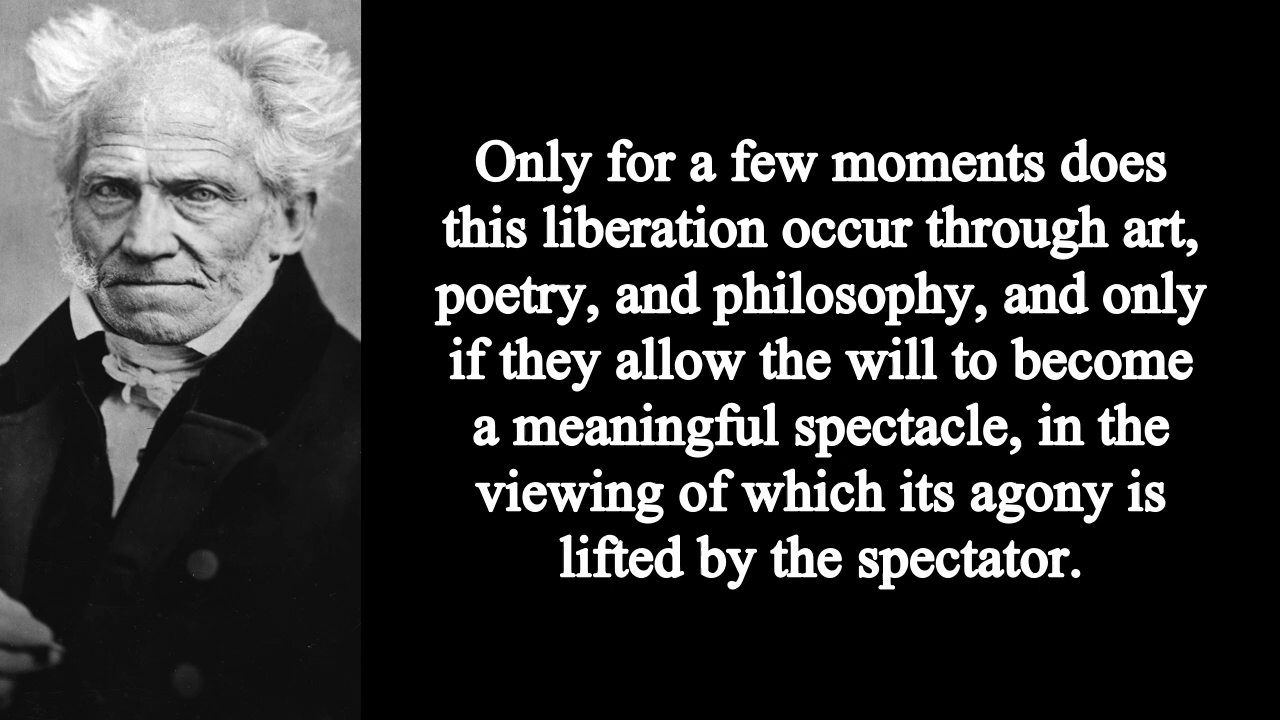 Only for a few moments does
this liberation occur through art,
poetry, and philosophy, and only
if they allow the will to become
a meaningful spectacle, in the
viewing of which its agony is
lifted by the spectator.